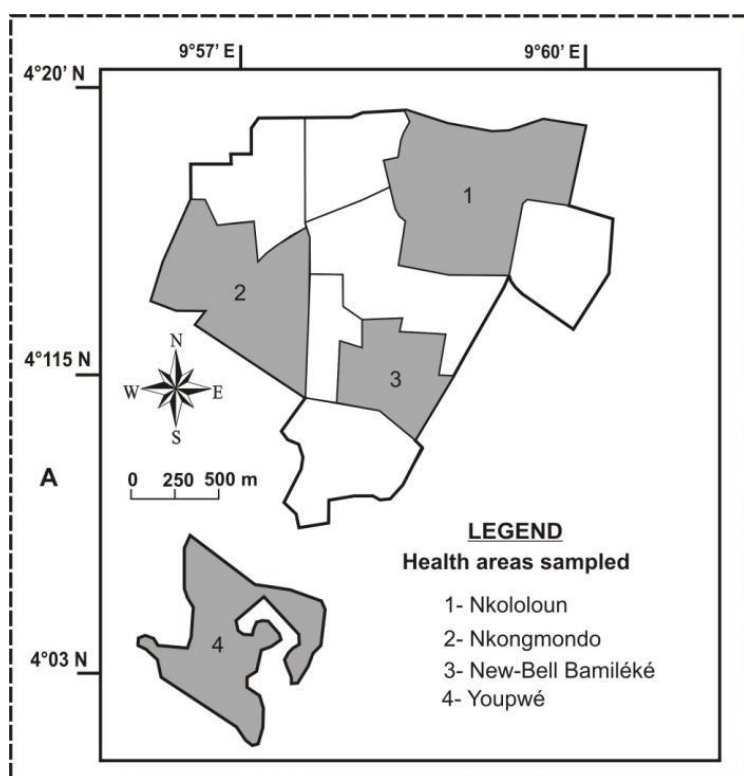 9°57' E 9°60' E
4°20' N
1
2
N
4°115 N
3
W E
S
0 250 500 m
A
LEGEND
Health areas sampled
1- Nkololoun
4
2- Nkongmondo
4°03 N
3- New-Bell Bamiléké
4- Youpwé